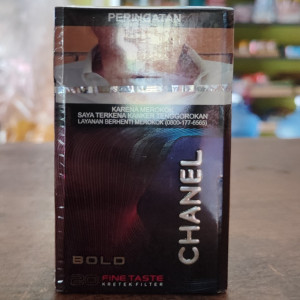 PERINGATAN
KARENA MEROKOK
SAYA TERKENA KANKER TENGGOROKAN
LAYANAN BERHENTI MEROKOK (0800-177-6565)
CHANEL
BOLD
20 FINE TASTE
KRETEK FILTER